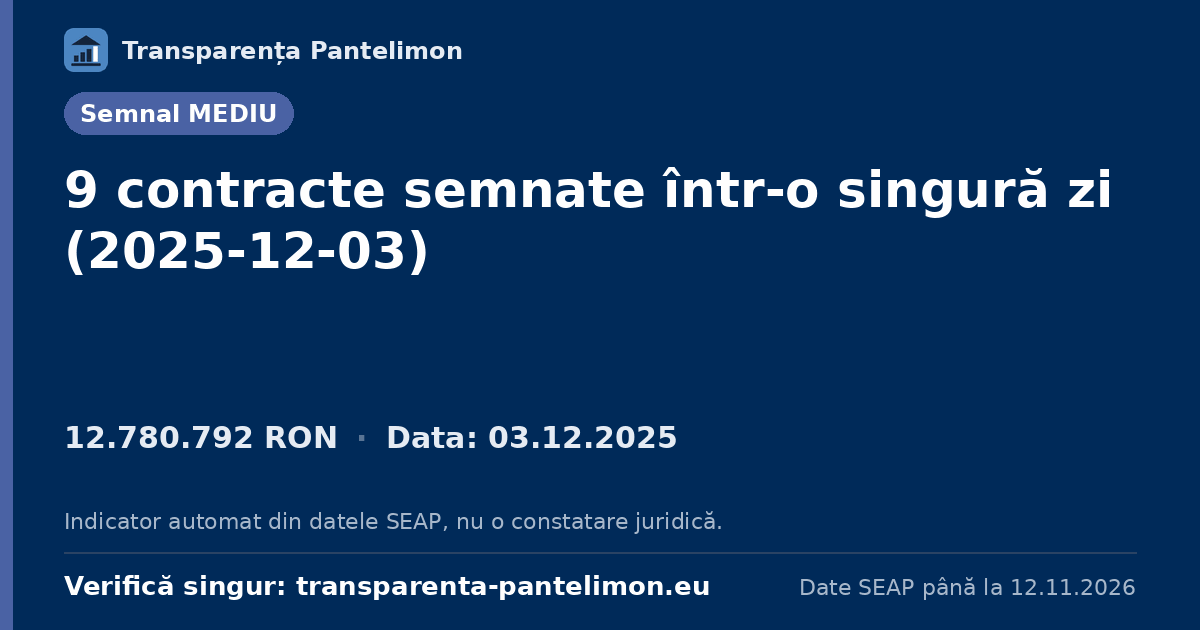 Transparența Pantelimon
Semnal MEDIU
9 contracte semnate într-o singură zi
(2025-12-03)
12.780.792 RON · Data: 03.12.2025
Indicator automat din datele SEAP, nu o constatare juridică.
Verifică singur: transparenta-pantelimon.eu
Date SEAP până la 12.11.2026